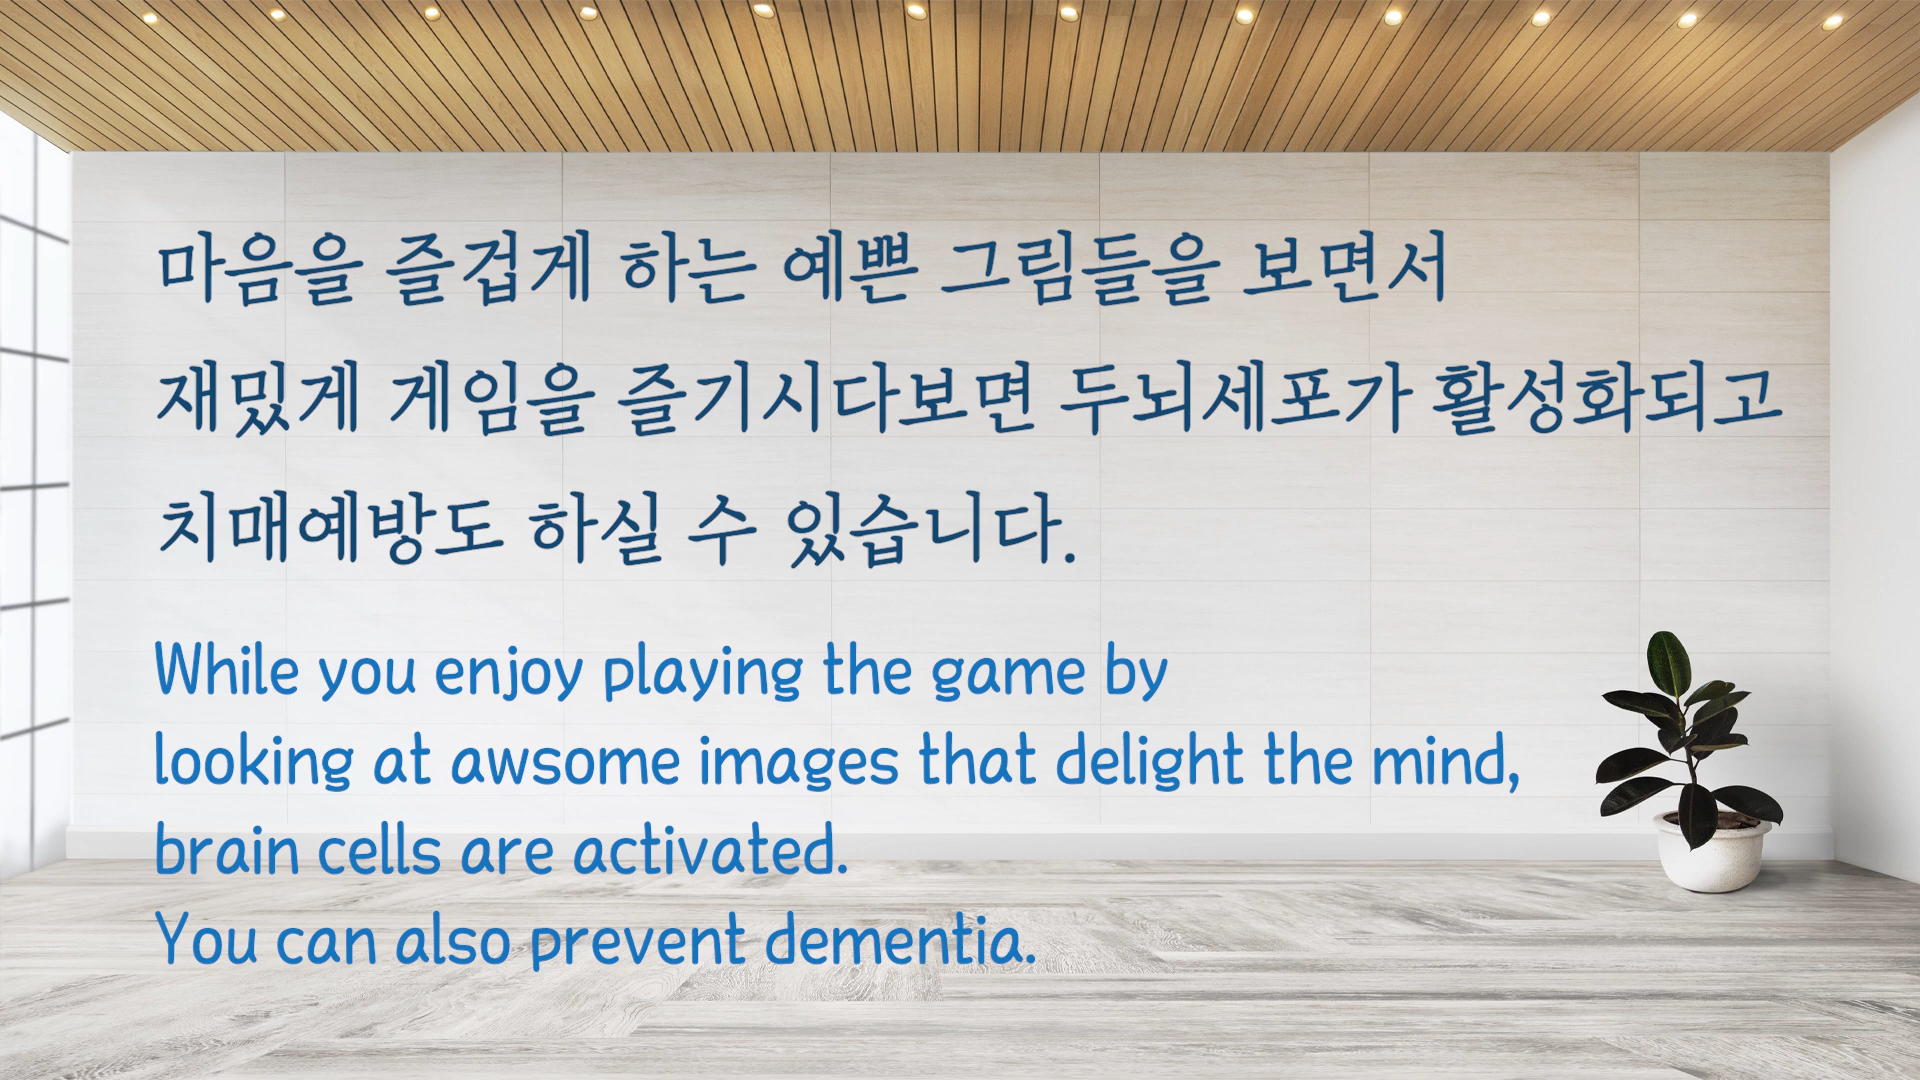 마음을 즐겁게 하는 예쁜 그림들을 보면서
재밌게 게임을 즐기시다보면 두뇌세포가 활성화되고
치매예방도 하실 수 있습니다.
While you enjoy playing the game by
looking at awsome images that delight the mind,
brain cells are activated.
You can also prevent dementia.